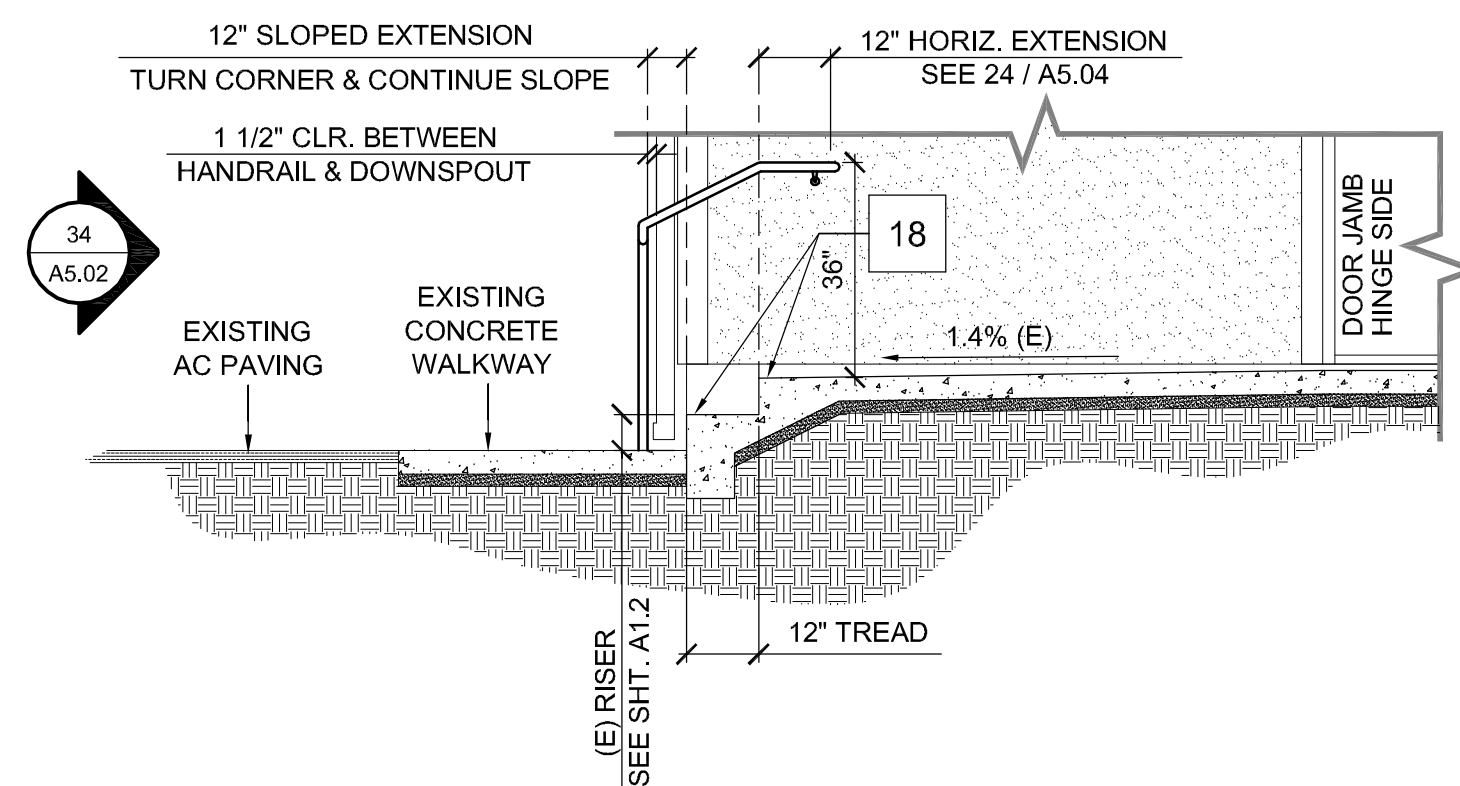 12" SLOPED EXTENSION
TURN CORNER & CONTINUE SLOPE
12" HORIZ. EXTENSION
SEE 24 / A5.04
1 1/2" CLR. BETWEEN
HANDRAIL & DOWNSPOUT
34
A5.02
18
36"
DOOR JAMB
HINGE SIDE
EXISTING
AC PAVING
EXISTING
CONCRETE
WALKWAY
1.4% (E)
(E) RISER
SEE SHT. A1.2
12" TREAD